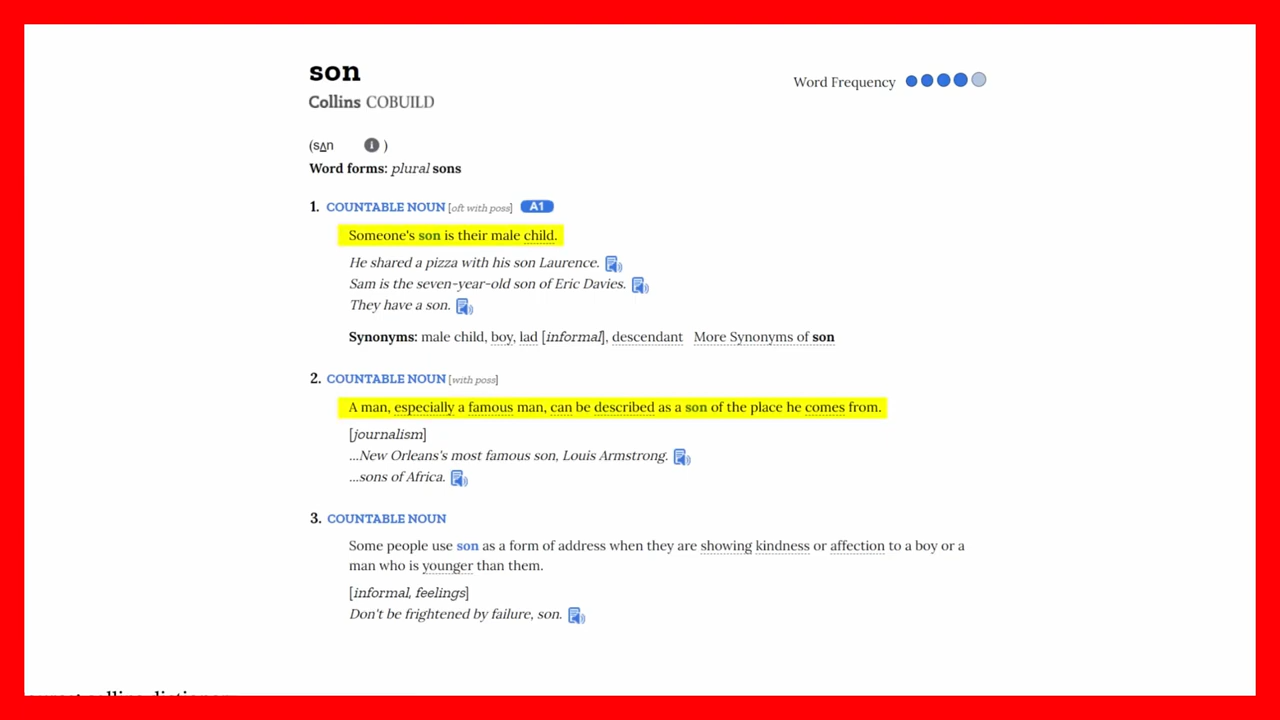 son
Word Frequency
Collins COBUILD
(sʌn )
Word forms: plural sons
1. COUNTABLE NOUN [oft with poss] A1
Someone's son is their male child.
He shared a pizza with his son Laurence.
Sam is the seven-year-old son of Eric Davies.
They have a son.
Synonyms: male child, boy, lad [informal], descendant More Synonyms of son
2. COUNTABLE NOUN [with poss]
A man, especially a famous man, can be described as a son of the place he comes from.
[journalism]
...New Orleans's most famous son, Louis Armstrong.
...sons of Africa.
3. COUNTABLE NOUN
Some people use son as a form of address when they are showing kindness or affection to a boy or a
man who is younger than them.
[informal, feelings]
Don't be frightened by failure, son.